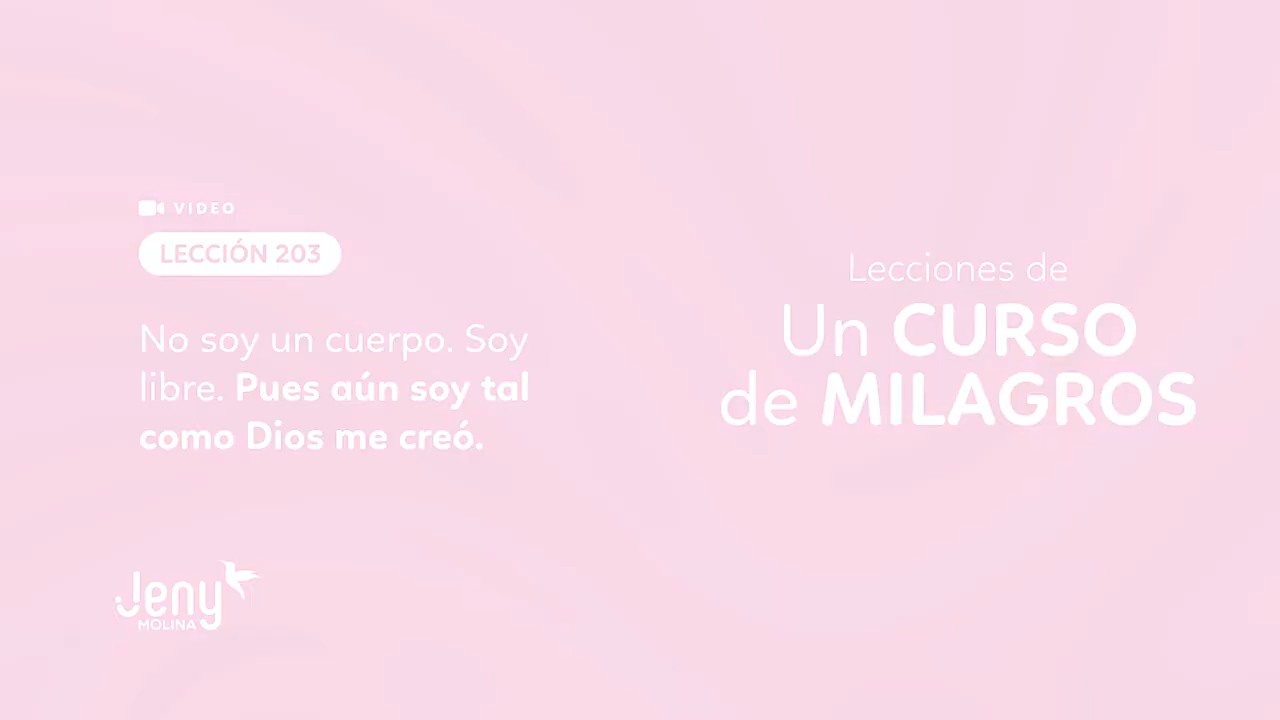 VIDEO
LECCIÓN 203
No soy un cuerpo. Soy
libre. Pues aún soy tal
como Dios me creó.
Jeny
MOLINA
Lecciones de
Un CURSO
de MILAGROS